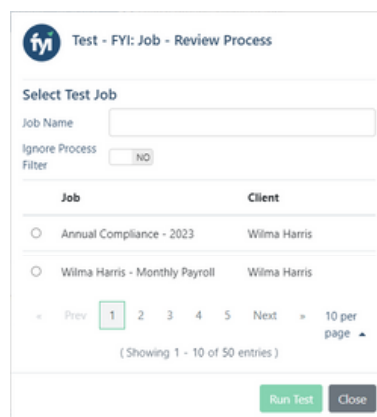 fyi
Test - FYI: Job - Review Process
Select Test Job
Job Name
Ignore Process
Filter
NO
Job Client
Annual Compliance - 2023 Wilma Harris
Wilma Harris - Monthly Payroll Wilma Harris
« Prev 1 2 3 4 5 Next » 10 per
page
( Showing 1 - 10 of 50 entries )
Run Test Close